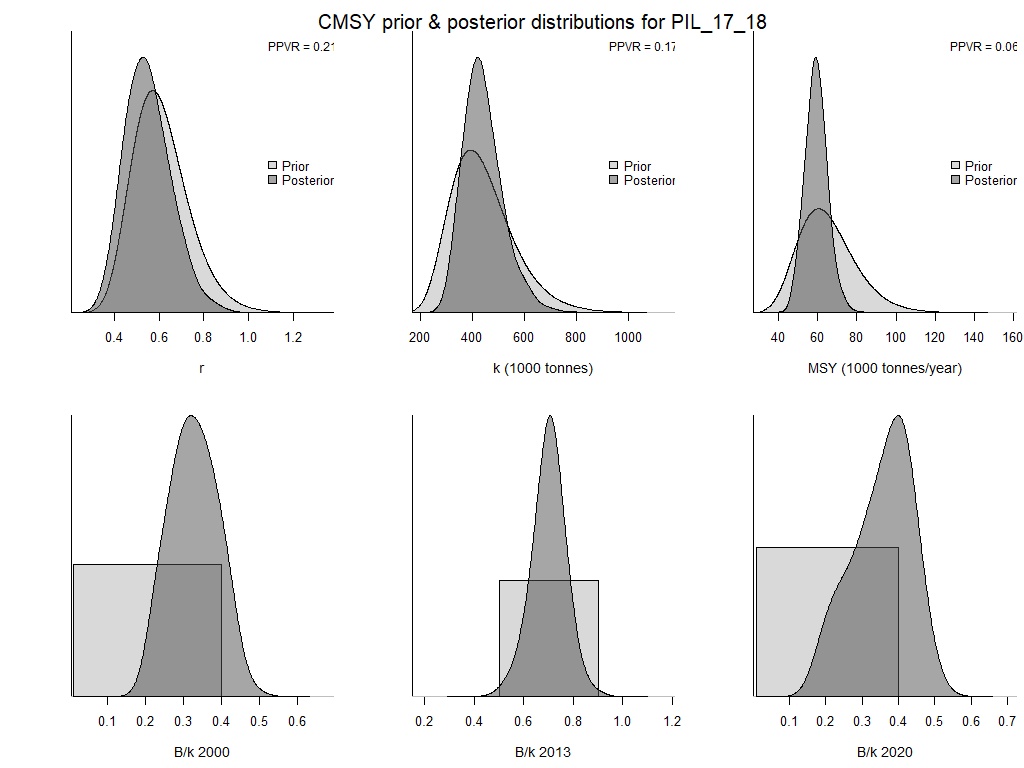 CMSY prior & posterior distributions for PIL_17_18
PPVR = 0.21
Prior
Posterior
0.4 0.6 0.8 1.0 1.2
r
PPVR = 0.17
Prior
Posterior
200 400 600 800 1000
k (1000 tonnes)
PPVR = 0.06
Prior
Posterior
40 60 80 100 120 140 160
MSY (1000 tonnes/year)
0.1 0.2 0.3 0.4 0.5 0.6
B/k 2000
0.2 0.4 0.6 0.8 1.0 1.2
B/k 2013
0.1 0.2 0.3 0.4 0.5 0.6 0.7
B/k 2020